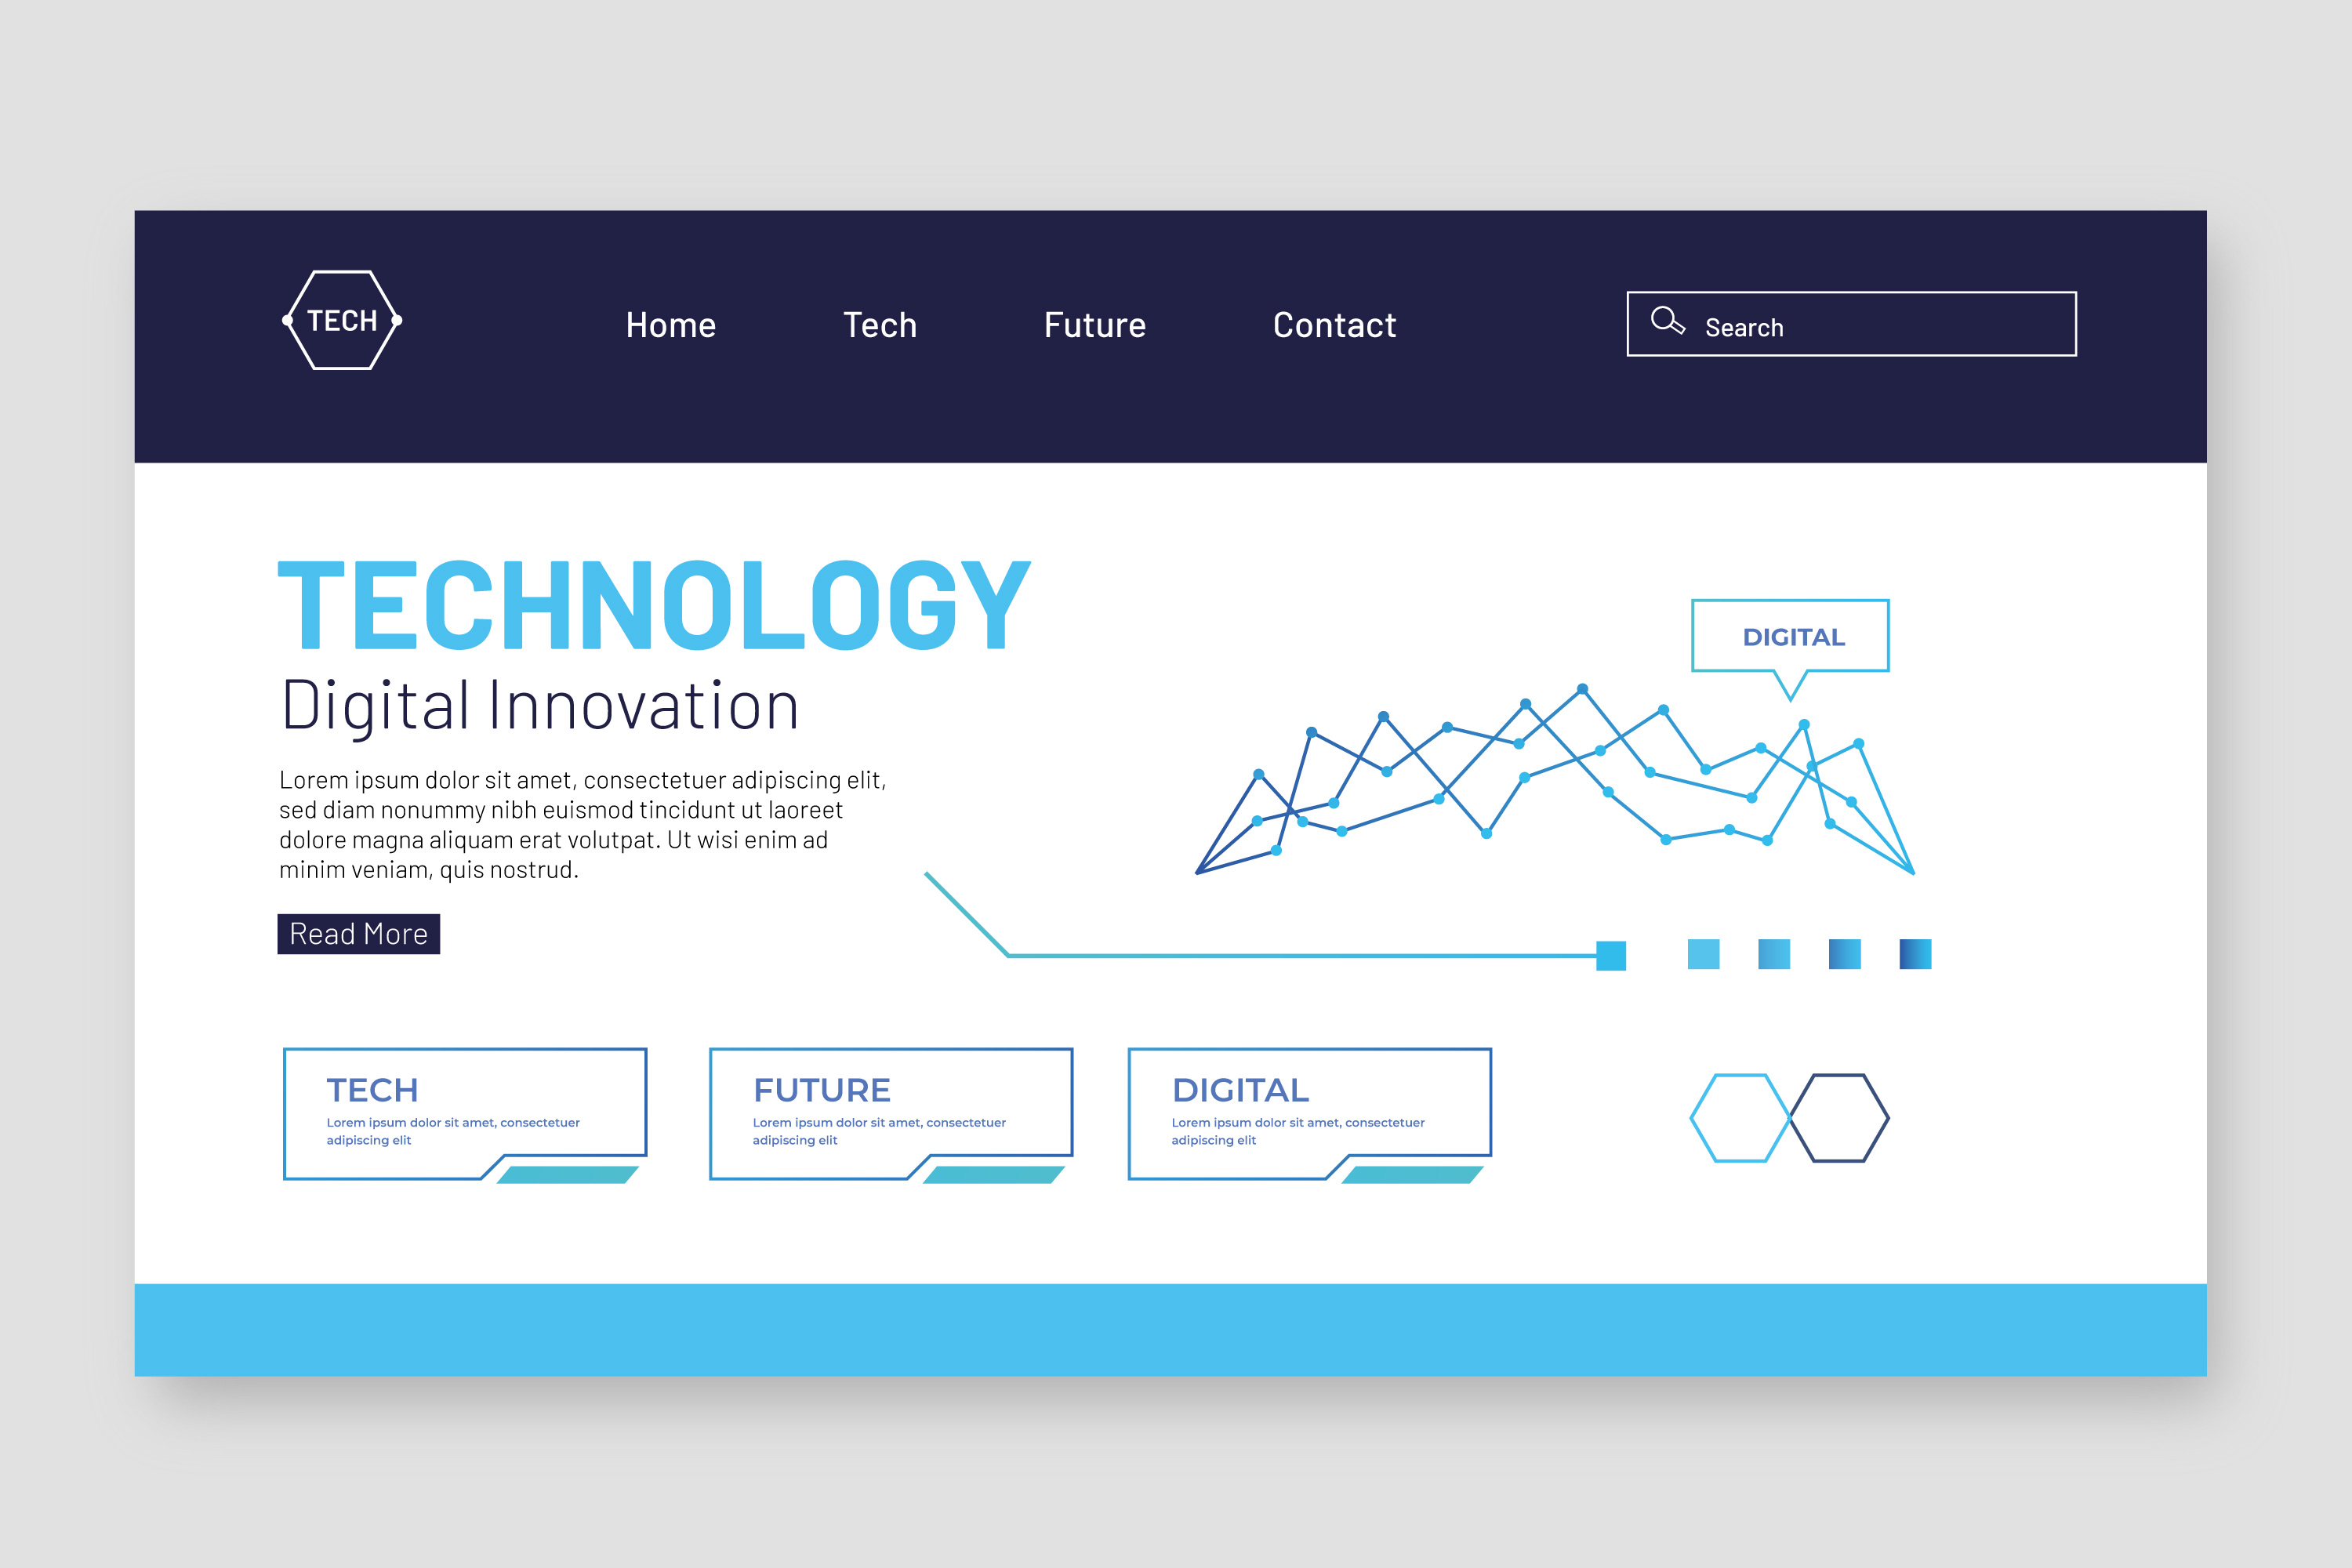 TECH
Home
Tech
Future
Contact
Search
TECHNOLOGY
Digital Innovation
Lorem ipsum dolor sit amet, consectetuer adipiscing elit,
sed diam nonummy nibh euismod tincidunt ut laoreet
dolore magna aliquam erat volutpat. Ut wisi enim ad
minim veniam, quis nostrud.
Read More
DIGITAL
TECH
Lorem ipsum dolor sit amet, consectetuer
adipiscing elit
FUTURE
Lorem ipsum dolor sit amet, consectetuer
adipiscing elit
DIGITAL
Lorem ipsum dolor sit amet, consectetuer
adipiscing elit